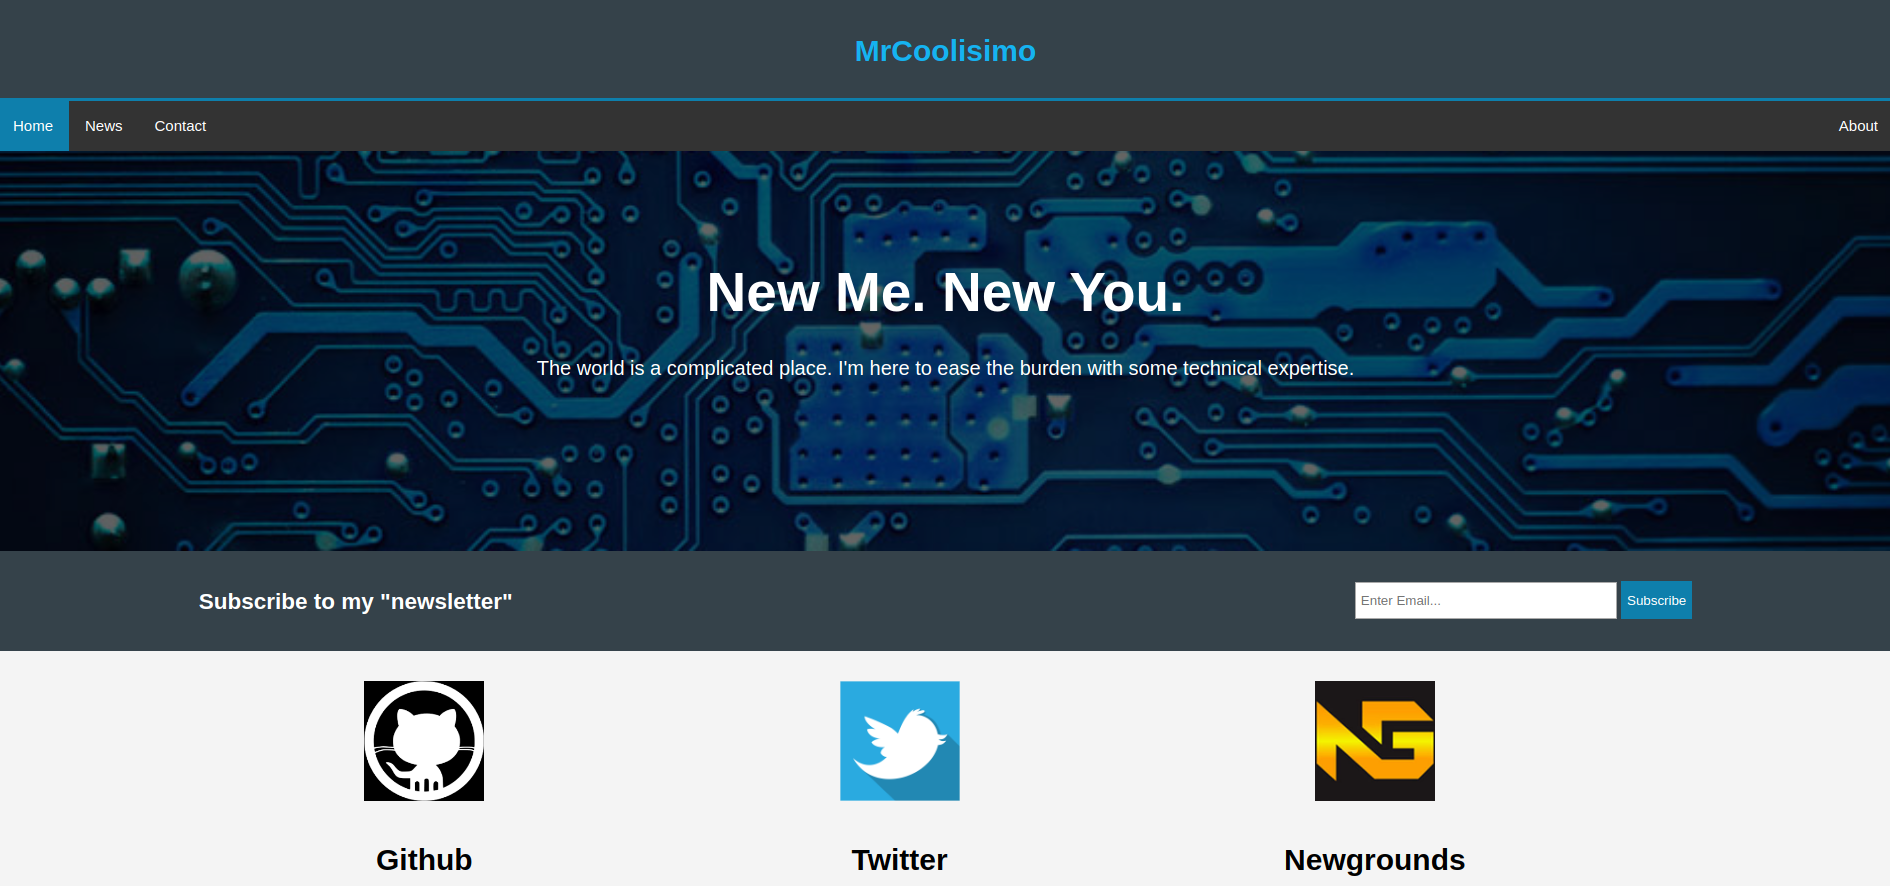 MrCoolisimo
Home News Contact About
New Me. New You.
The world is a complicated place. I'm here to ease the burden with some technical expertise.
Subscribe to my "newsletter"
Enter Email... Subscribe
NG
Github Twitter Newgrounds